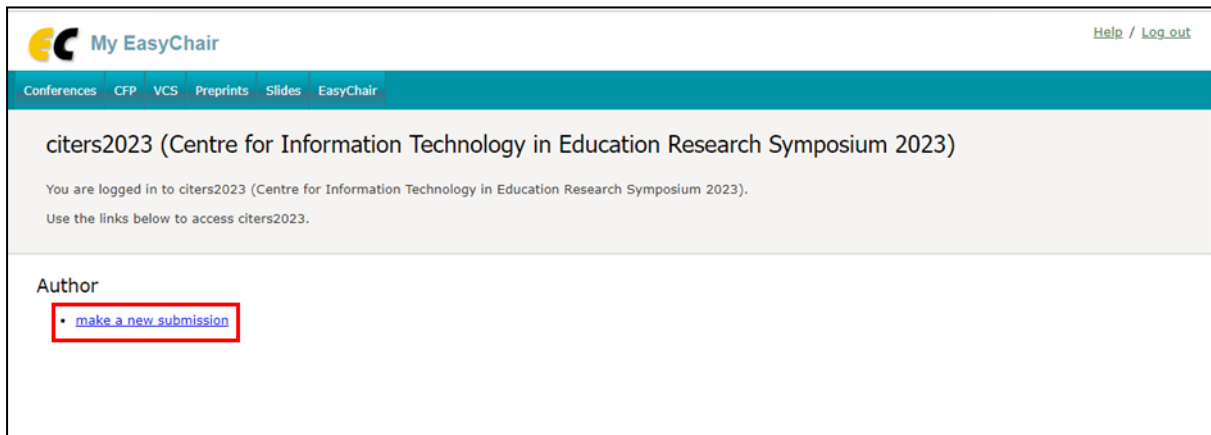 EC My EasyChair
Help / Log out
Conferences CFP VCS Preprints Slides EasyChair
citers2023 (Centre for Information Technology in Education Research Symposium 2023)
You are logged in to citers2023 (Centre for Information Technology in Education Research Symposium 2023).
Use the links below to access citers2023.
Author
• make a new submission